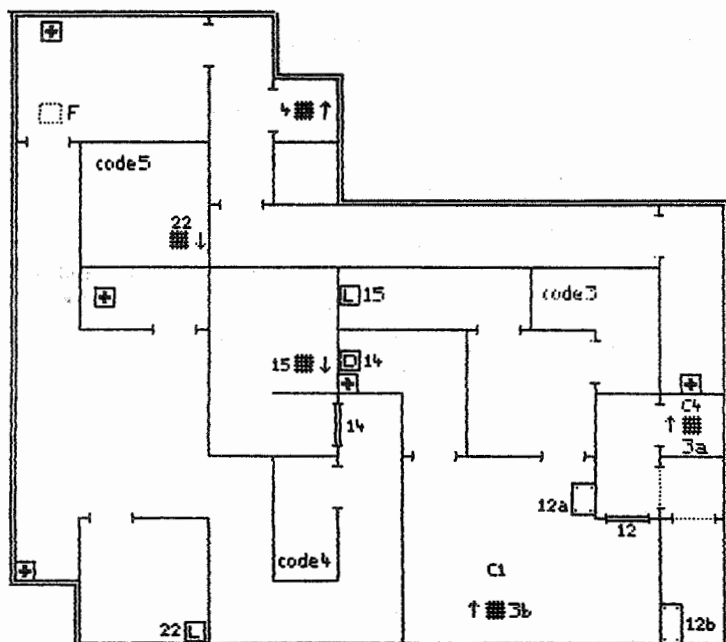 F
4 ↑
code5
22
↓
L 15
code3
15 ↓
D 14
14
C4
↑
3a
12a
12
code4
C1
↑ 3b
12b
22 L